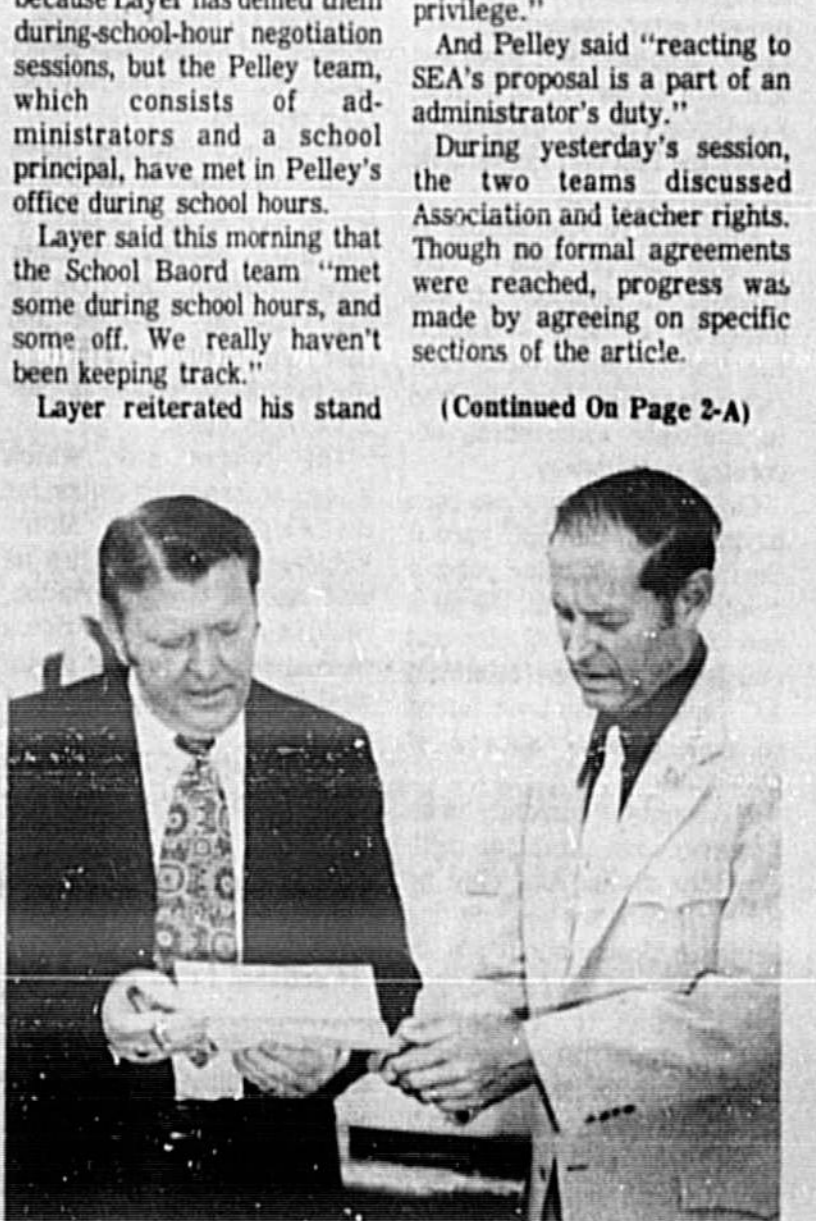 because Layer has denied them
during-school-hour negotiation
sessions, but the Pelley team,
which consists of ad-
ministrators and a school
principal, have met in Pelley's
office during school hours.
Layer said this morning that
the School Baord team "met
some during school hours, and
some off. We really haven't
been keeping track."
Layer reiterated his stand
privilege."
And Pelley said "reacting to
SEA's proposal is a part of an
administrator's duty."
During yesterday's session,
the two teams discussed
Association and teacher rights.
Though no formal agreements
were reached, progress was
made by agreeing on specific
sections of the article.
(Continued On Page 2-A)